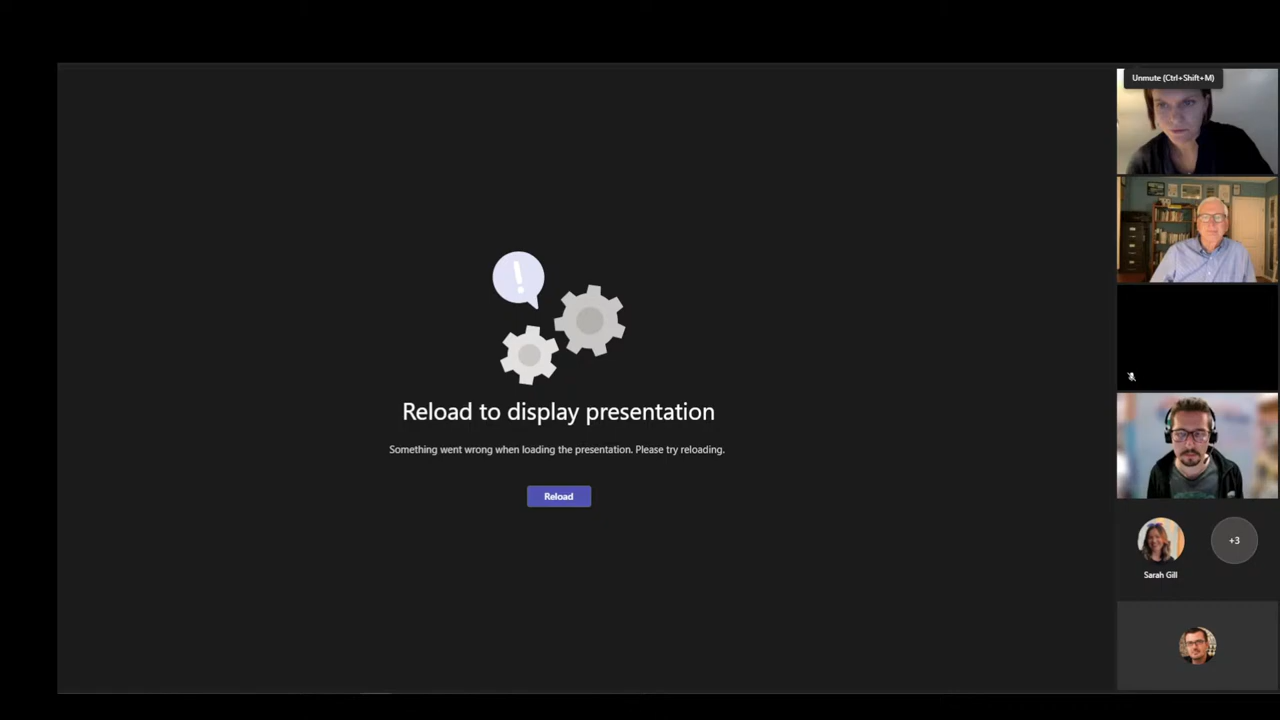 Unmute (Ctrl+Shift+M)
Reload to display presentation
Something went wrong when loading the presentation. Please try reloading.
Reload
+3
Sarah Gill